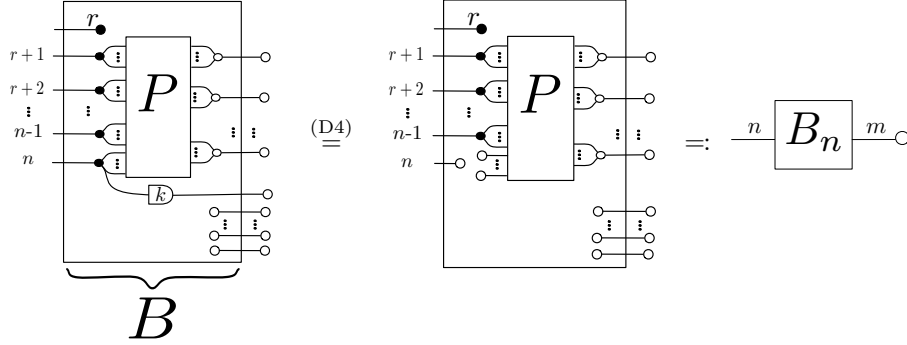 r
r+1
r+2
n-1
n
P
k
B
(D4)
=
r
r+1
r+2
n-1
n
P
=:
n
B_n
m